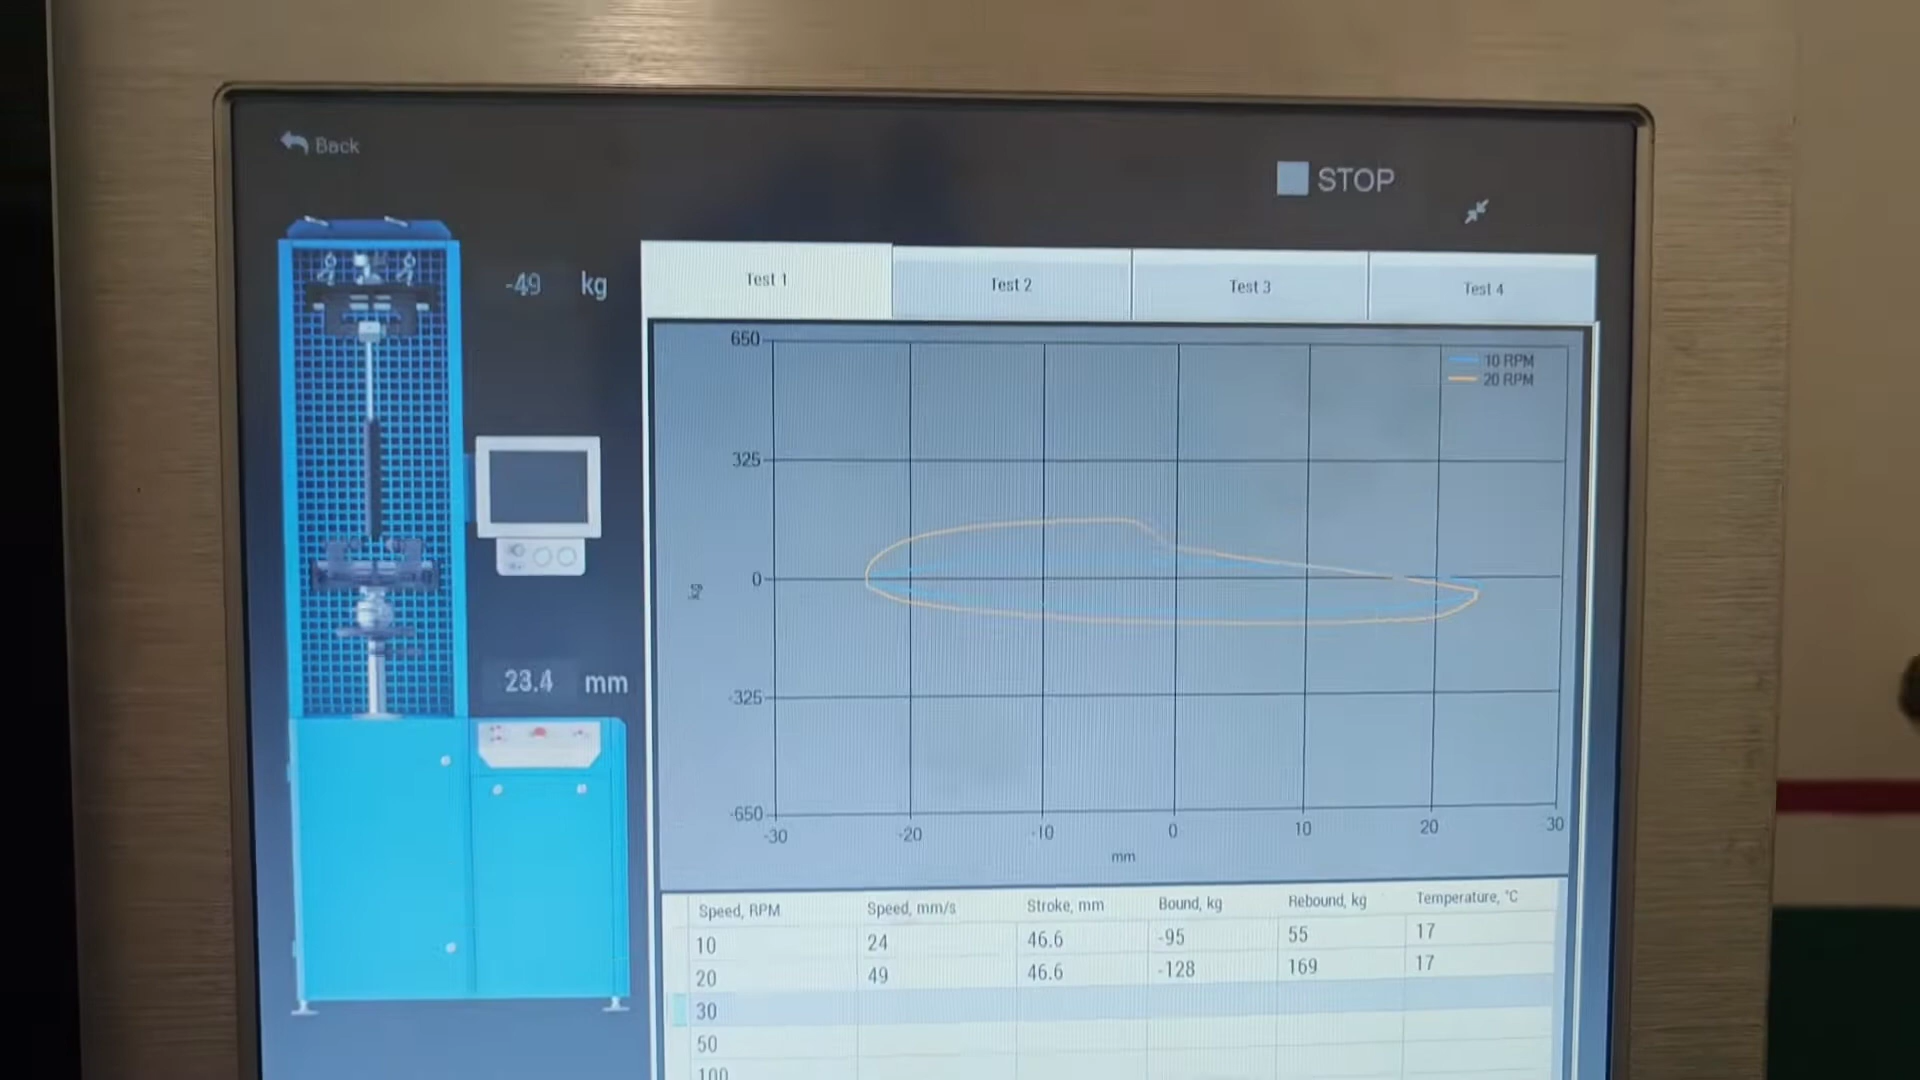 Back
STOP
-49 kg
Test 1 Test 2 Test 3 Test 4
650
10 RPM
20 RPM
325
0
kg
-325
23.4 mm
-650
-30 -20 -10 0 10 20 30
mm
Speed, RPM Speed, mm/s Stroke, mm Bound, kg Rebound, kg Temperature, °C
10 24 46.6 -95 55 17
20 49 46.6 -128 169 17
30
50
100